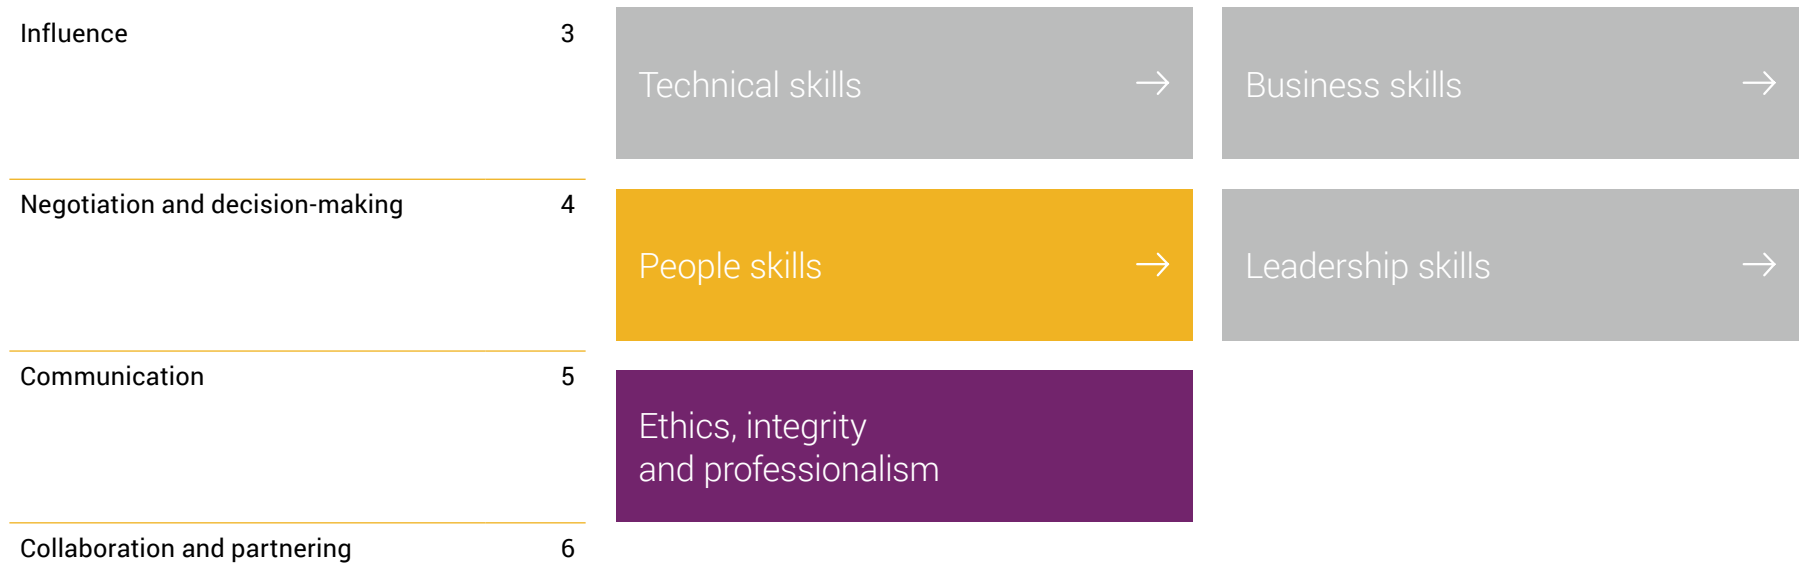 Influence 3
Negotiation and decision-making 4
Communication 5
Collaboration and partnering 6
Technical skills →
Business skills →
People skills →
Leadership skills →
Ethics, integrity
and professionalism